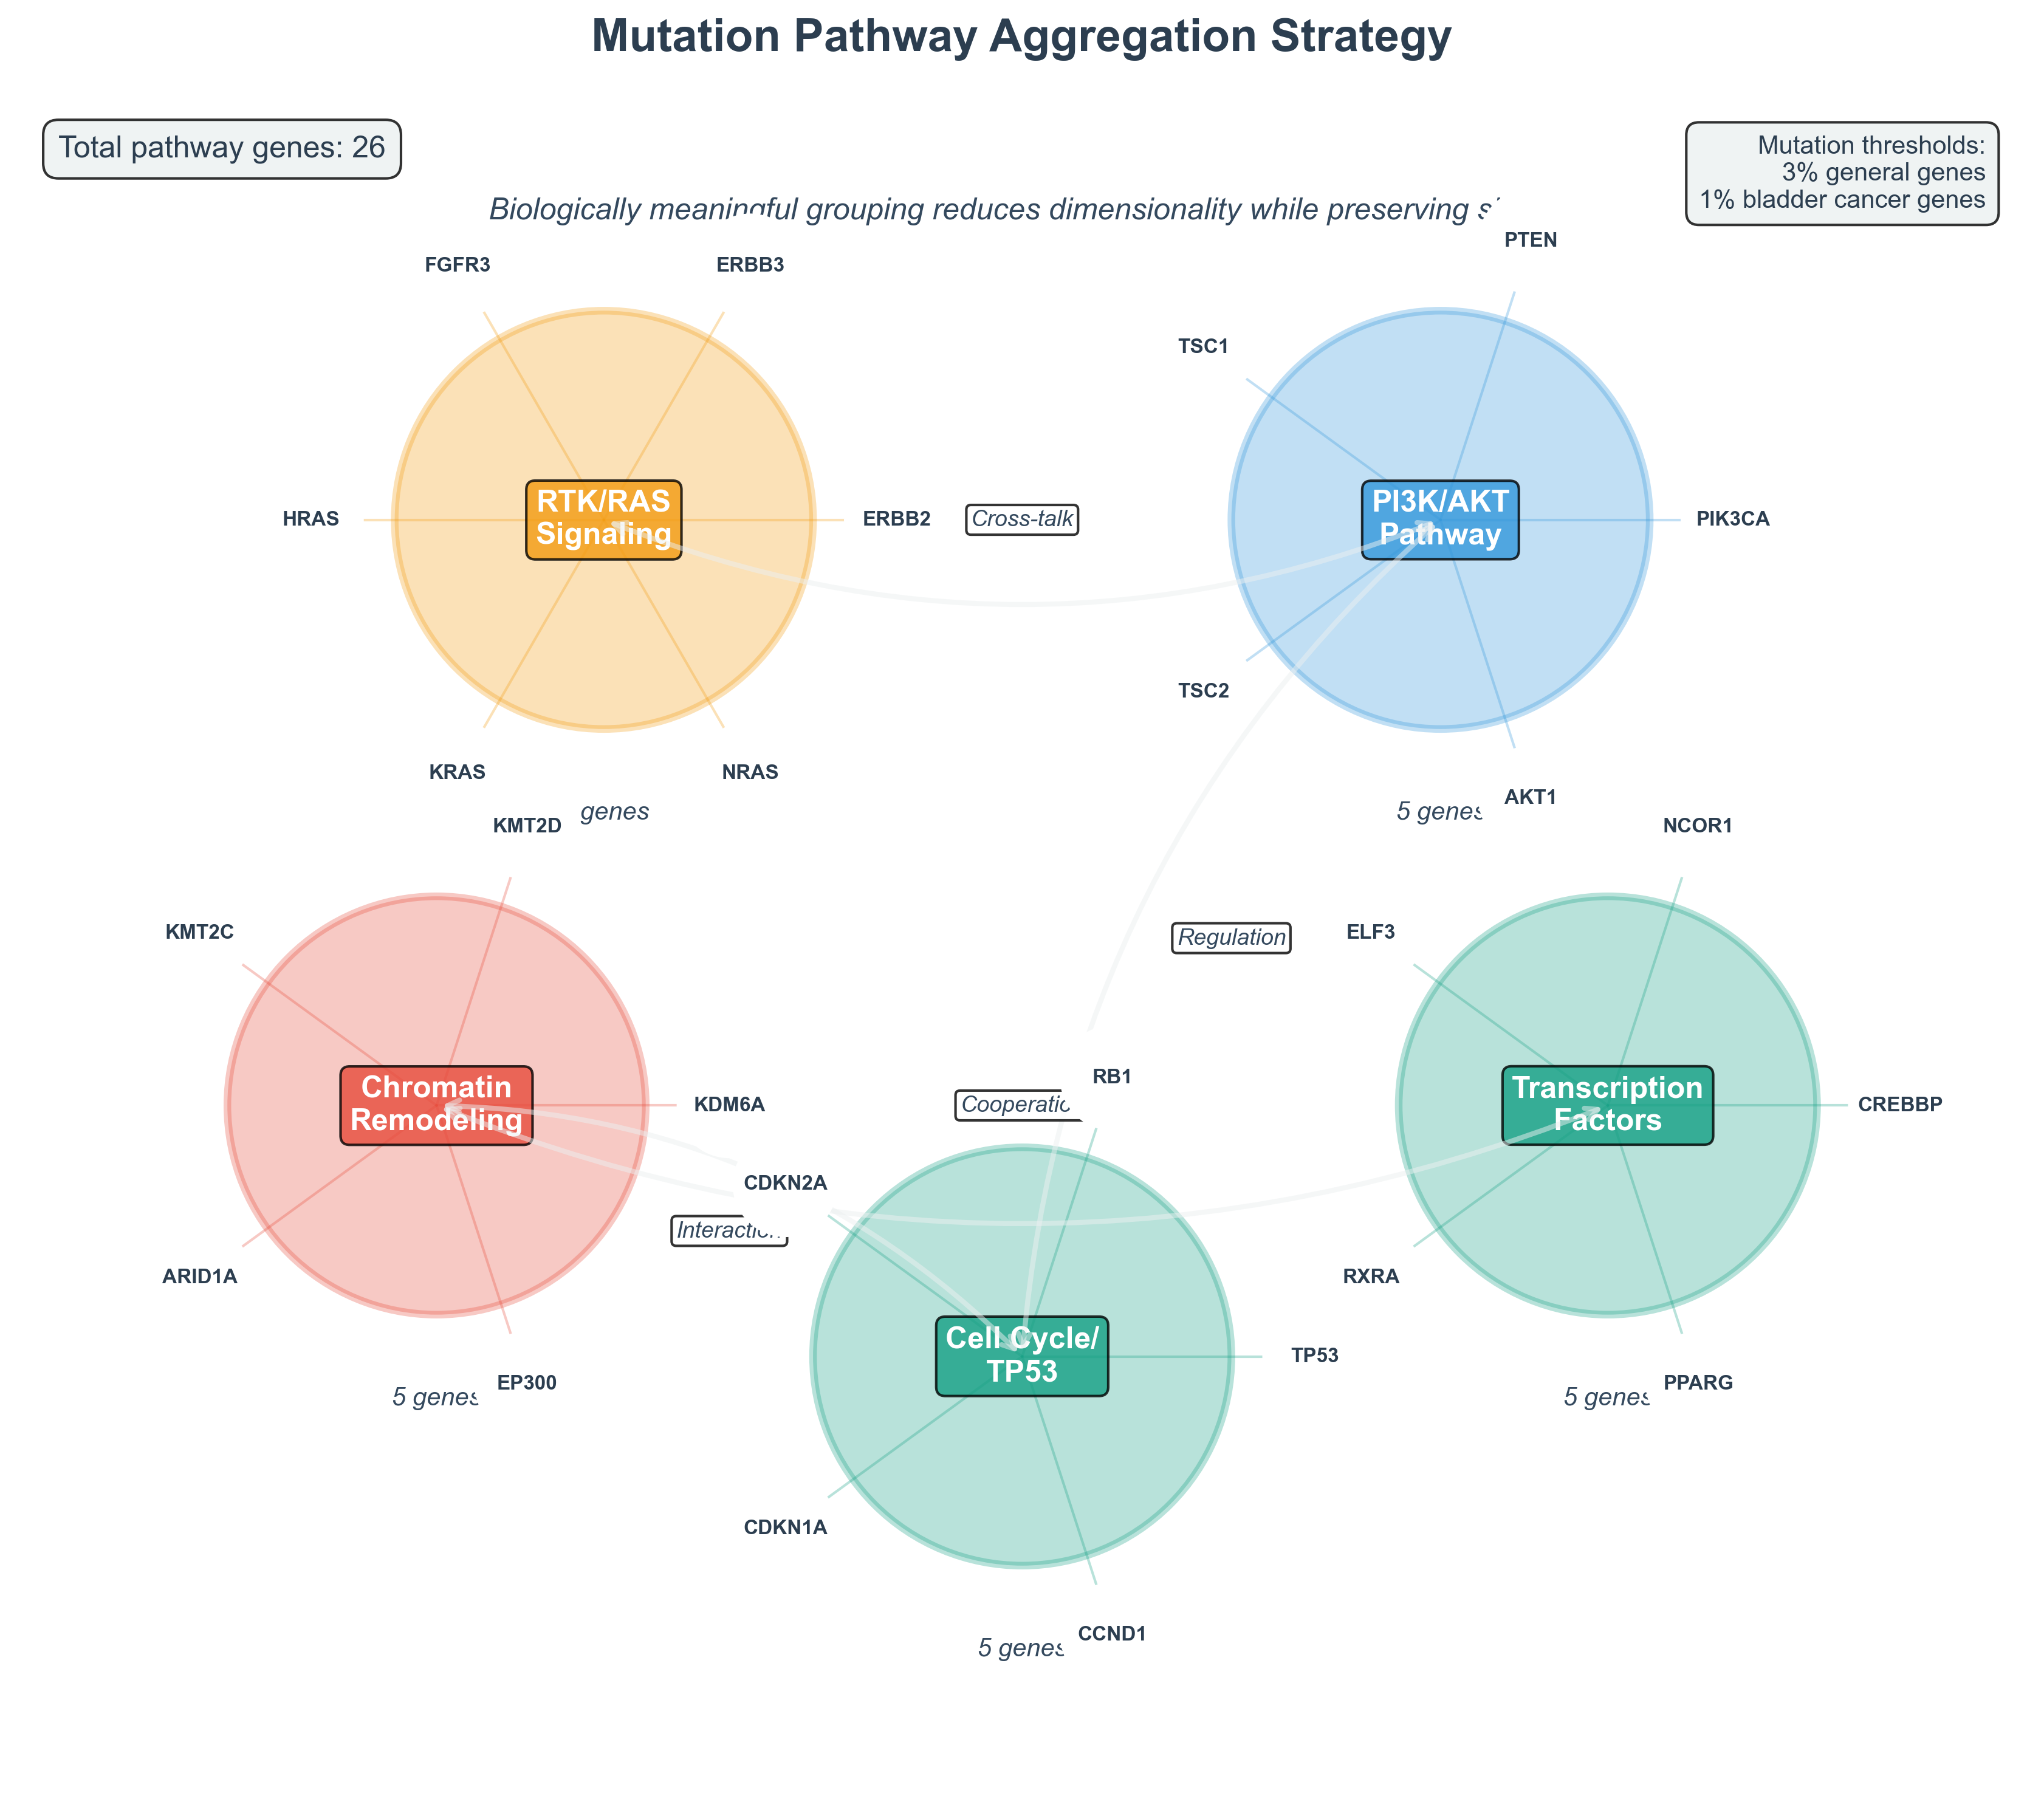 Mutation Pathway Aggregation Strategy
Total pathway genes: 26
Mutation thresholds:
3% general genes
1% bladder cancer genes
Biologically meaningful grouping reduces dimensionality while preserving
FGFR3
ERBB3
PTEN
TSC1
HRAS
RTK/RAS
Signaling
ERBB2
Cross-talk
PI3K/AKT
Pathway
PIK3CA
TSC2
KRAS
NRAS
AKT1
genes
5 genes
KMT2D
NCOR1
KMT2C
Regulation
ELF3
RB1
Chromatin
Remodeling
KDM6A
Cooperatio
Transcription
Factors
CREBBP
CDKN2A
Interaction
ARID1A
RXRA
Cell Cycle/
TP53
TP53
EP300
PPARG
5 genes
5 genes
CDKN1A
CCND1
5 genes